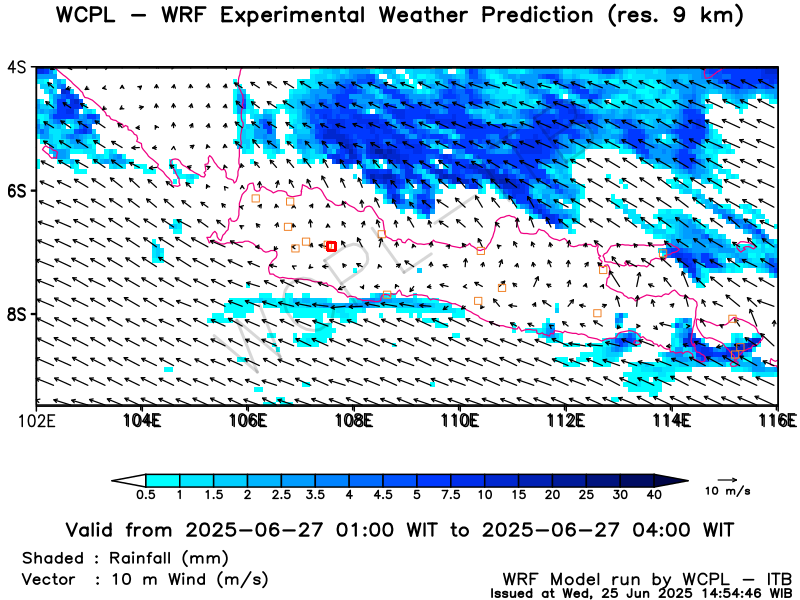 WCPL – WRF Experimental Weather Prediction (res. 9 km)
4S
6S
8S
102E 104E 106E 108E 110E 112E 114E 116E
WCPL
0.5 1 1.5 2 2.5 3.5 4 4.5 5 7.5 10 15 20 25 30 40
10 m/s
Valid from 2025-06-27 01:00 WIT to 2025-06-27 04:00 WIT
Shaded : Rainfall (mm)
Vector : 10 m Wind (m/s)
WRF Model run by WCPL – ITB
Issued at Wed, 25 Jun 2025 14:54:46 WIB